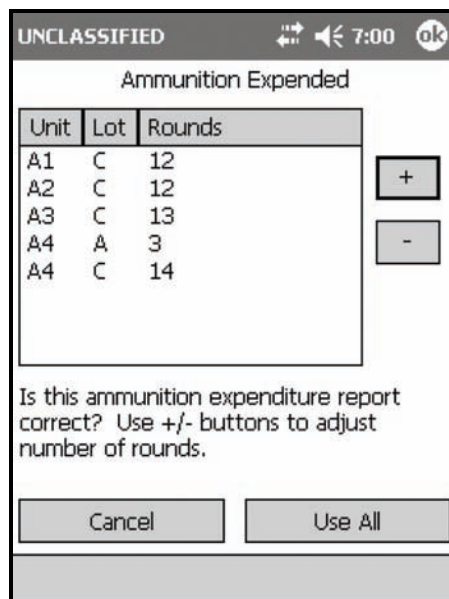 UNCLASSIFIED 7:00 ok
Ammunition Expended
Unit Lot Rounds
A1 C 12
A2 C 12
A3 C 13
A4 A 3
A4 C 14
+
-
Is this ammunition expenditure report
correct? Use +/- buttons to adjust
number of rounds.
Cancel Use All